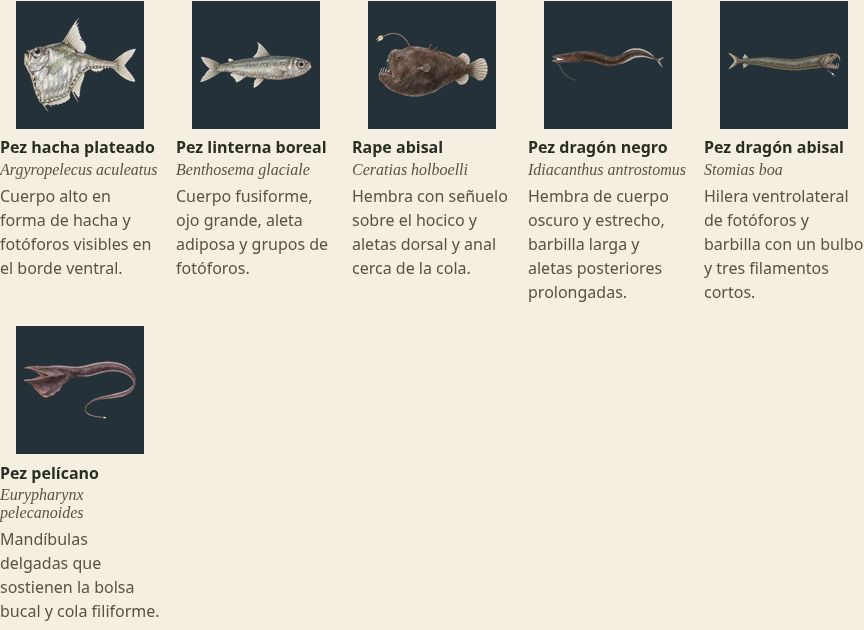 Pez hacha plateado
Argyropelecus aculeatus
Cuerpo alto en
forma de hacha y
fotóforos visibles en
el borde ventral.
Pez linterna boreal
Benthosema glaciale
Cuerpo fusiforme,
ojo grande, aleta
adiposa y grupos de
fotóforos.
Rape abisal
Ceratias holboelli
Hembra con señuelo
sobre el hocico y
aletas dorsal y anal
cerca de la cola.
Pez dragón negro
Idiacanthus antrostomus
Hembra de cuerpo
oscuro y estrecho,
barbilla larga y
aletas posteriores
prolongadas.
Pez dragón abisal
Stomias boa
Hilera ventrolateral
de fotóforos y
barbilla con un bulbo
y tres filamentos
cortos.
Pez pelícano
Eurypharynx
pelecanoides
Mandíbulas
delgadas que
sostienen la bolsa
bucal y cola filiforme.